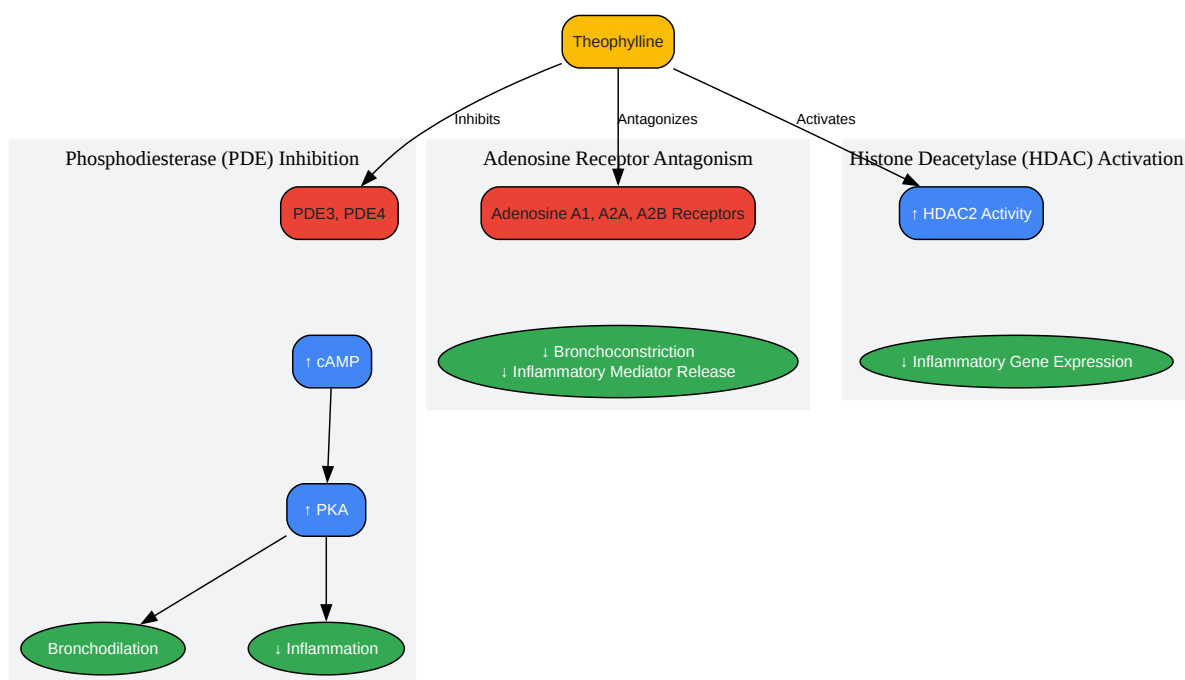 Theophylline
Inhibits
Antagonizes
Activates
Phosphodiesterase (PDE) Inhibition
Adenosine Receptor Antagonism
Histone Deacetylase (HDAC) Activation
PDE3, PDE4
Adenosine A1, A2A, A2B Receptors
↑ HDAC2 Activity
↑ cAMP
↓ Bronchoconstriction
↓ Inflammatory Mediator Release
↓ Inflammatory Gene Expression
↑ PKA
Bronchodilation
↓ Inflammation